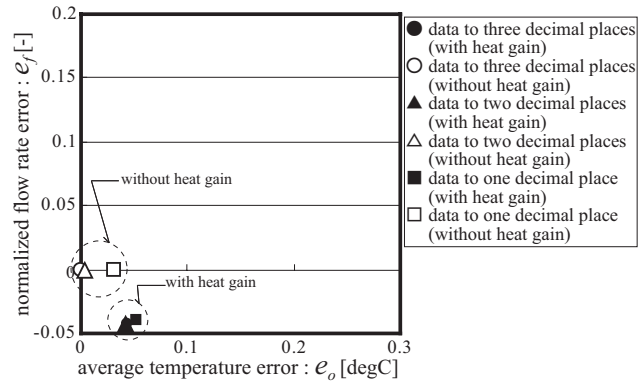 normalized flow rate error : e_f [-]
0.2
0.15
0.1
0.05
0
-0.05
without heat gain
with heat gain
0
0.1
0.2
0.3
average temperature error : e_o [degC]
data to three decimal places
(with heat gain)
data to three decimal places
(without heat gain)
data to two decimal places
(with heat gain)
data to two decimal places
(without heat gain)
data to one decimal place
(with heat gain)
data to one decimal place
(without heat gain)